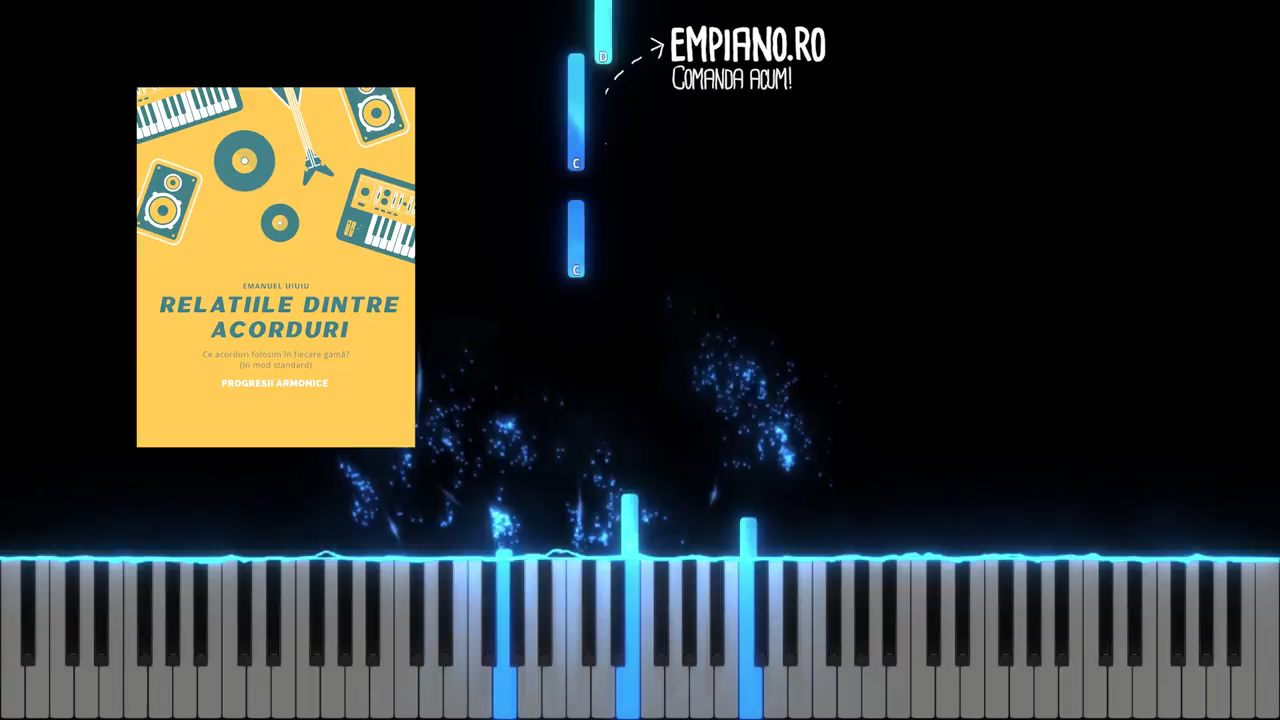 EMPIANO.RO
COMANDA ACUM!
D
C
C
EMANUEL UIUIU
RELATIILE DINTRE
ACORDURI
Ce acorduri folosim în fiecare gamă?
(în mod standard)
PROGRESII ARMONICE